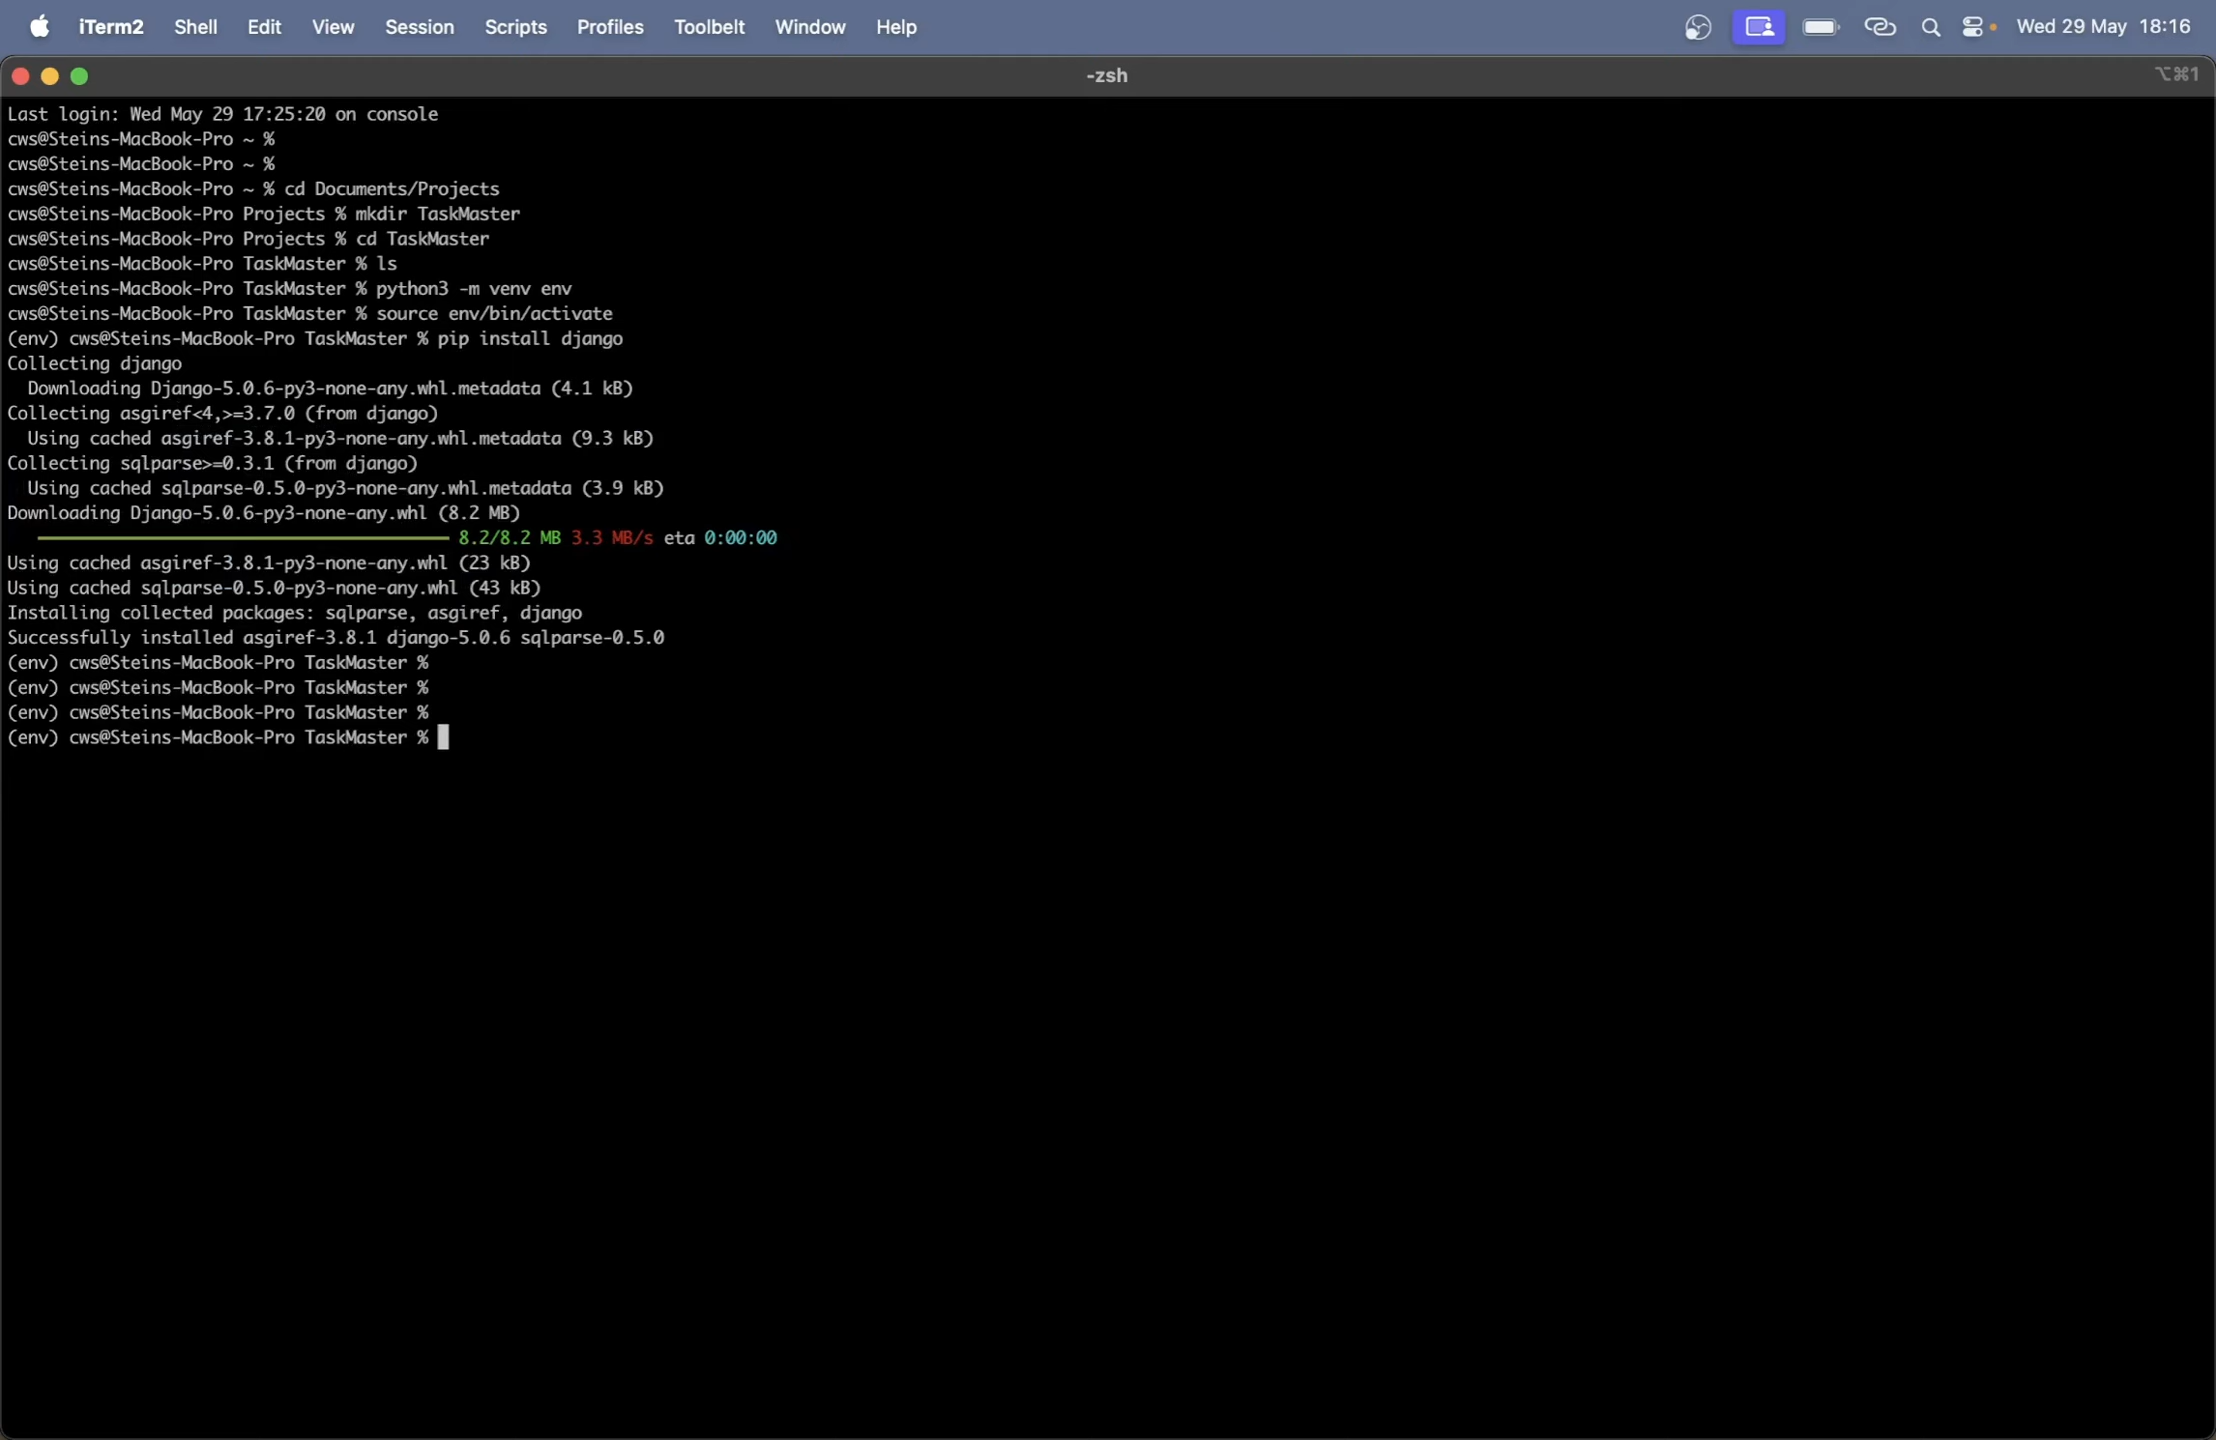 iTerm2 Shell Edit View Session Scripts Profiles Toolbelt Window Help Wed 29 May 18:16
-zsh ⌥⌘1
Last login: Wed May 29 17:25:20 on console
cws@Steins-MacBook-Pro ~ %
cws@Steins-MacBook-Pro ~ %
cws@Steins-MacBook-Pro ~ % cd Documents/Projects
cws@Steins-MacBook-Pro Projects % mkdir TaskMaster
cws@Steins-MacBook-Pro Projects % cd TaskMaster
cws@Steins-MacBook-Pro TaskMaster % ls
cws@Steins-MacBook-Pro TaskMaster % python3 -m venv env
cws@Steins-MacBook-Pro TaskMaster % source env/bin/activate
(env) cws@Steins-MacBook-Pro TaskMaster % pip install django
Collecting django
  Downloading Django-5.0.6-py3-none-any.whl.metadata (4.1 kB)
Collecting asgiref<4,>=3.7.0 (from django)
  Using cached asgiref-3.8.1-py3-none-any.whl.metadata (9.3 kB)
Collecting sqlparse>=0.3.1 (from django)
  Using cached sqlparse-0.5.0-py3-none-any.whl.metadata (3.9 kB)
Downloading Django-5.0.6-py3-none-any.whl (8.2 MB)
8.2/8.2 MB 3.3 MB/s eta 0:00:00
Using cached asgiref-3.8.1-py3-none-any.whl (23 kB)
Using cached sqlparse-0.5.0-py3-none-any.whl (43 kB)
Installing collected packages: sqlparse, asgiref, django
Successfully installed asgiref-3.8.1 django-5.0.6 sqlparse-0.5.0
(env) cws@Steins-MacBook-Pro TaskMaster %
(env) cws@Steins-MacBook-Pro TaskMaster %
(env) cws@Steins-MacBook-Pro TaskMaster %
(env) cws@Steins-MacBook-Pro TaskMaster %